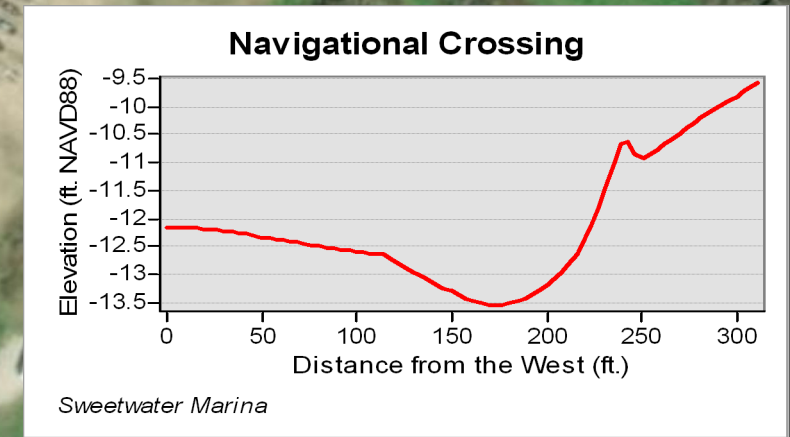 Navigational Crossing
Elevation (ft. NAVD88)
-9.5
-10
-10.5
-11
-11.5
-12
-12.5
-13
-13.5
0 50 100 150 200 250 300
Distance from the West (ft.)
Sweetwater Marina